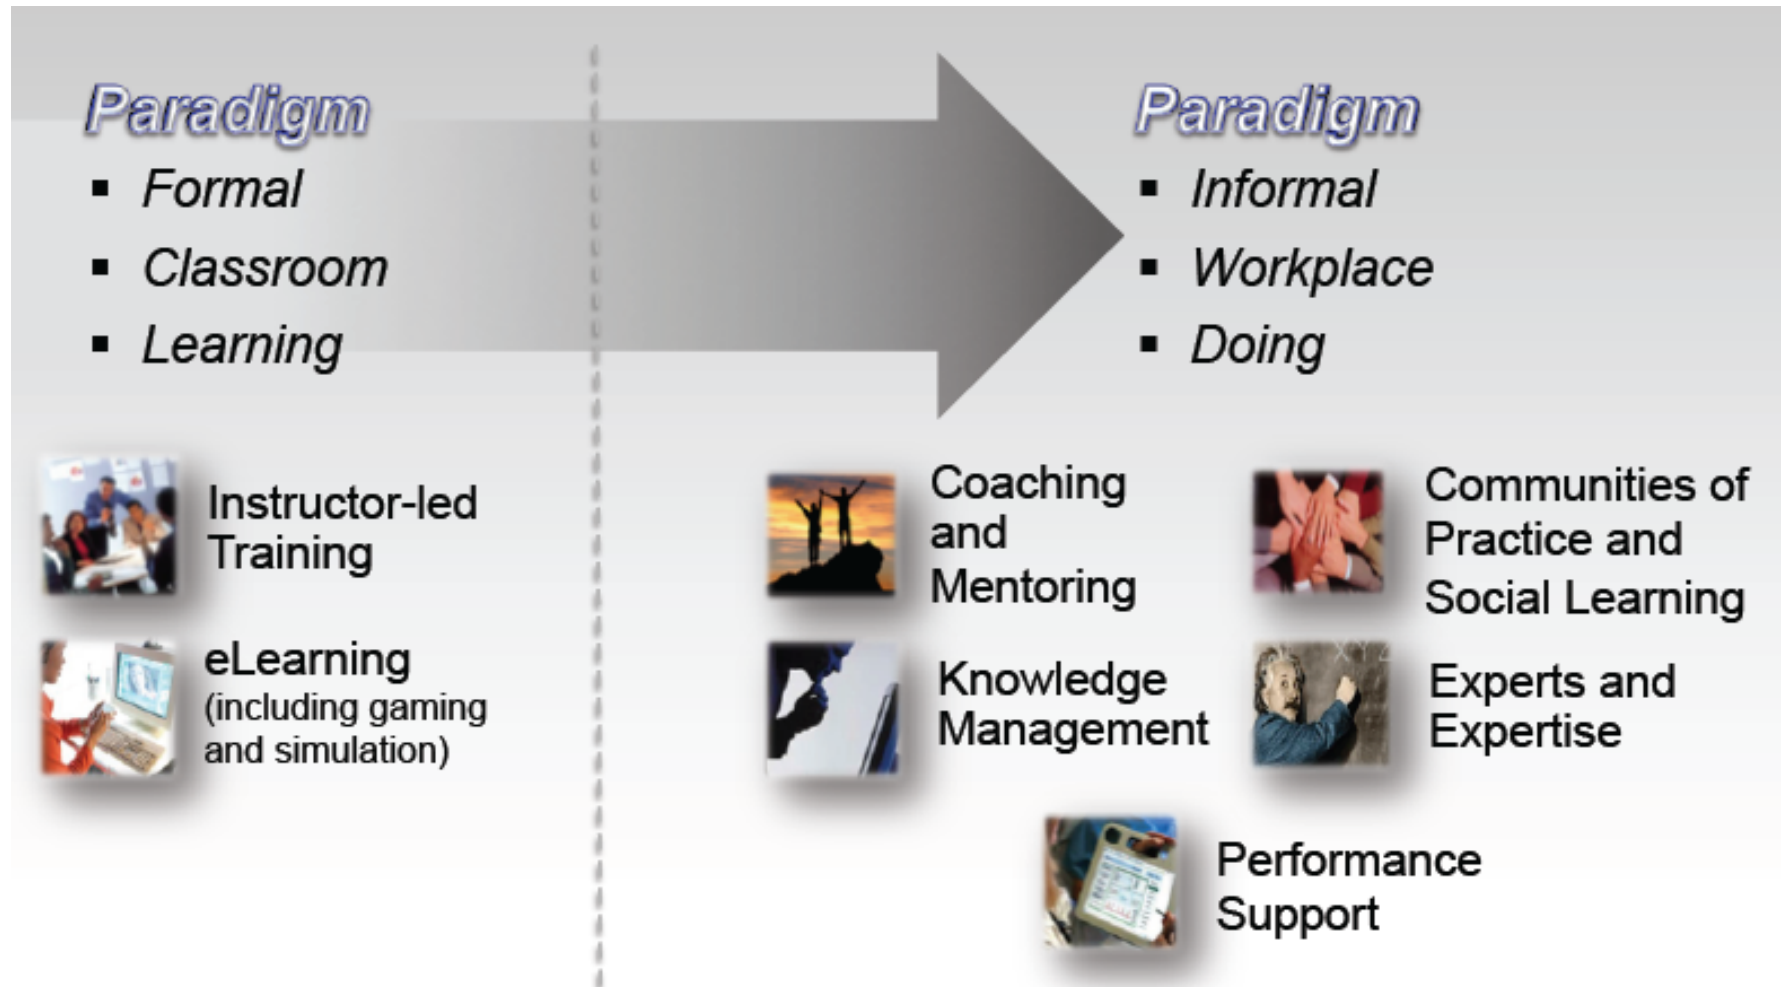 Paradigm
▪ Formal
▪ Classroom
▪ Learning
Paradigm
▪ Informal
▪ Workplace
▪ Doing
Instructor-led
Training
eLearning
(including gaming
and simulation)
Coaching
and
Mentoring
Communities of
Practice and
Social Learning
Knowledge
Management
XYZ
Experts and
Expertise
Performance
Support